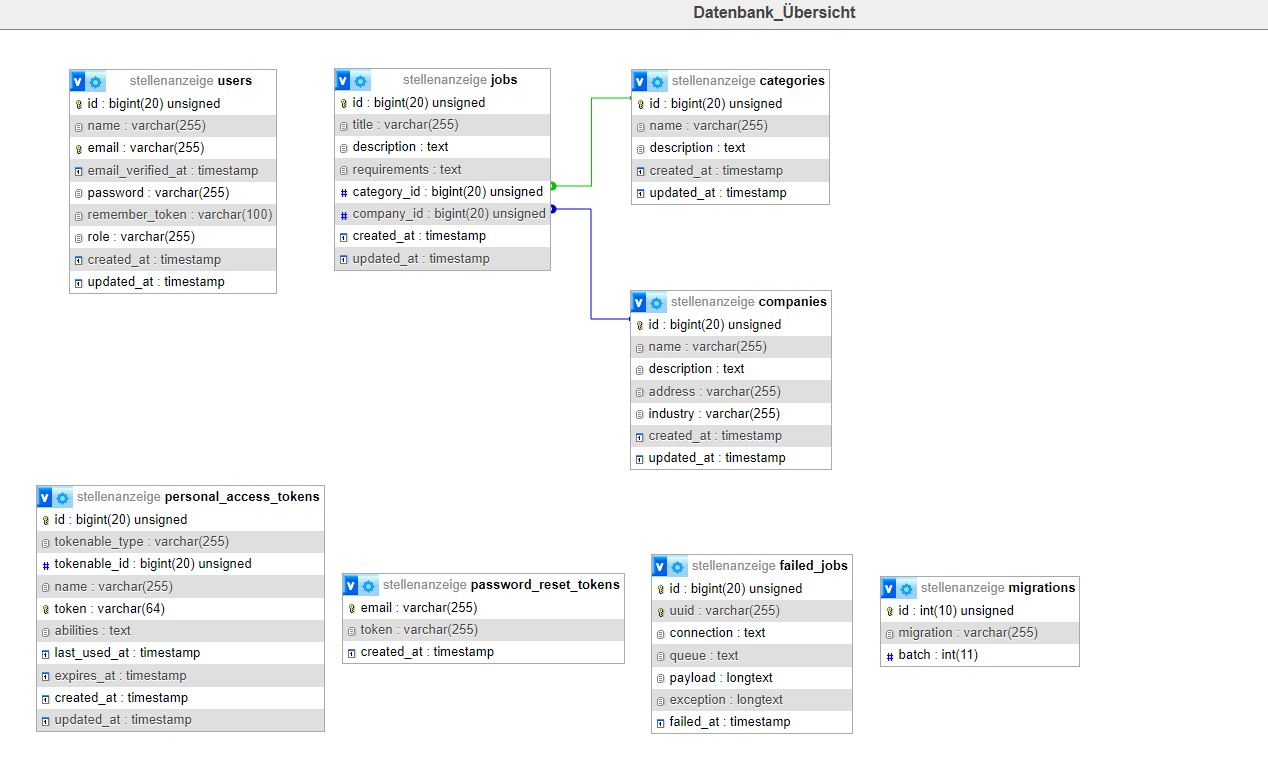 Datenbank_Übersicht
stellenanzeige users
id : bigint(20) unsigned
name : varchar(255)
email : varchar(255)
email_verified_at : timestamp
password : varchar(255)
remember_token : varchar(100)
role : varchar(255)
created_at : timestamp
updated_at : timestamp
stellenanzeige jobs
id : bigint(20) unsigned
title : varchar(255)
description : text
requirements : text
category_id : bigint(20) unsigned
company_id : bigint(20) unsigned
created_at : timestamp
updated_at : timestamp
stellenanzeige categories
id : bigint(20) unsigned
name : varchar(255)
description : text
created_at : timestamp
updated_at : timestamp
stellenanzeige companies
id : bigint(20) unsigned
name : varchar(255)
description : text
address : varchar(255)
industry : varchar(255)
created_at : timestamp
updated_at : timestamp
stellenanzeige personal_access_tokens
id : bigint(20) unsigned
tokenable_type : varchar(255)
tokenable_id : bigint(20) unsigned
name : varchar(255)
token : varchar(64)
abilities : text
last_used_at : timestamp
expires_at : timestamp
created_at : timestamp
updated_at : timestamp
stellenanzeige password_reset_tokens
email : varchar(255)
token : varchar(255)
created_at : timestamp
stellenanzeige failed_jobs
id : bigint(20) unsigned
uuid : varchar(255)
connection : text
queue : text
payload : longtext
exception : longtext
failed_at : timestamp
stellenanzeige migrations
id : int(10) unsigned
migration : varchar(255)
batch : int(11)